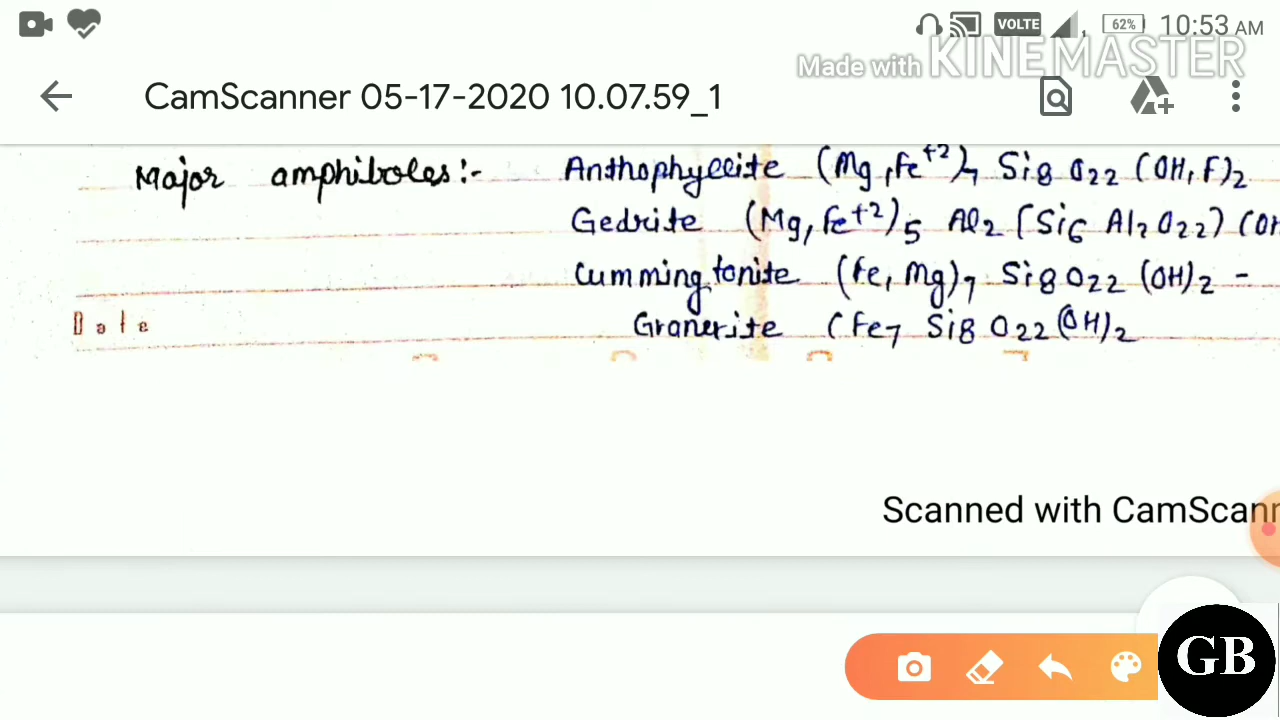 VOLTE 62% 10:53 AM
Made with KINEMASTER
CamScanner 05-17-2020 10.07.59_1
Major amphiboles:- Anthophyllite (Mg,Fe+2)7 Si8 O22 (OH,F)2
Gedrite (Mg,Fe+2)5 Al2 [Si6 Al2 O22) (OH
Cummingtonite (Fe, Mg)7 Si8 O22 (OH)2 -
Grunerite (Fe7 Si8 O22 (OH)2
Date
Scanned with CamScann
GB